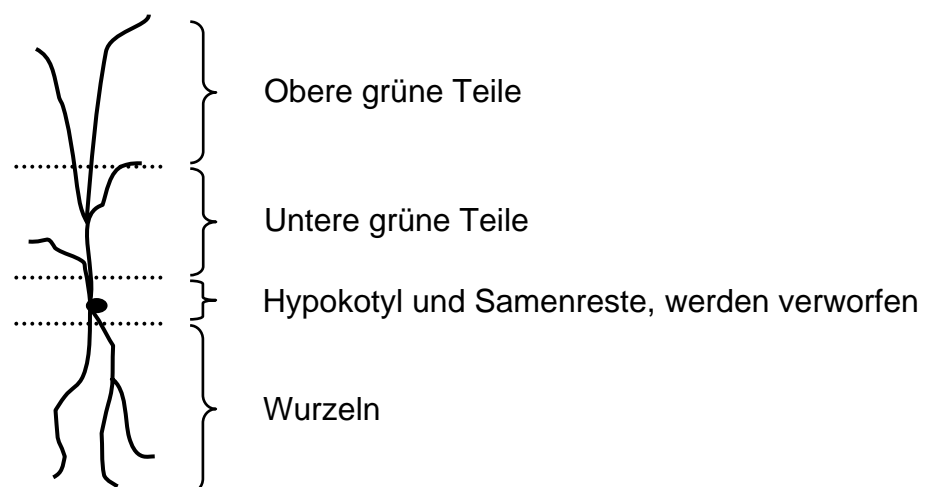 Obere grüne Teile
Untere grüne Teile
Hypokotyl und Samenreste, werden verworfen
Wurzeln